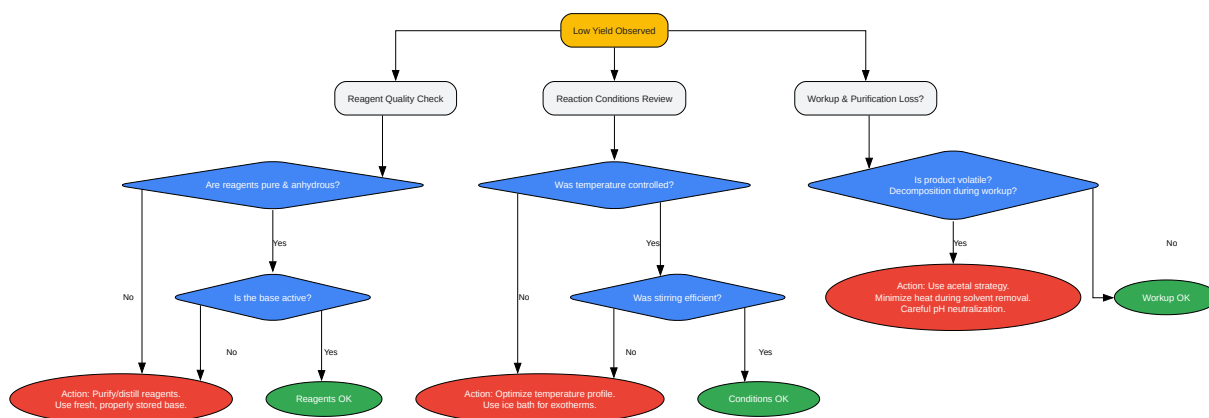 Low Yield Observed
Reagent Quality Check
Reaction Conditions Review
Workup & Purification Loss?
Are reagents pure & anhydrous?
Was temperature controlled?
Is product volatile?
Decomposition during workup?
Yes
Yes
Yes
No
No
Is the base active?
No
Was stirring efficient?
Action: Use acetal strategy.
Minimize heat during solvent removal.
Careful pH neutralization.
Workup OK
No
Yes
No
Yes
Action: Purify/distill reagents.
Use fresh, properly stored base.
Reagents OK
Action: Optimize temperature profile.
Use ice bath for exotherms.
Conditions OK